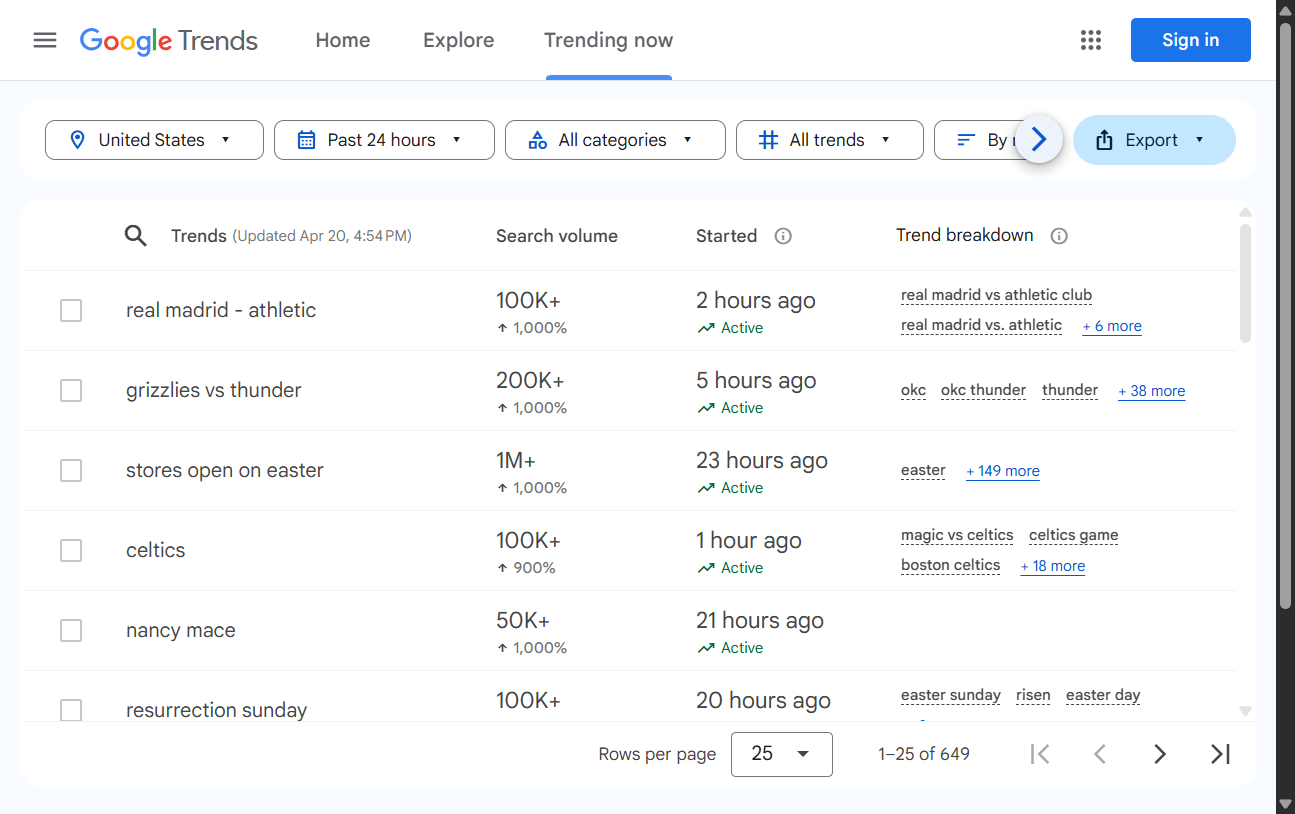 Google Trends Home Explore Trending now Sign in
United States Past 24 hours All categories All trends By Export
Trends (Updated Apr 20, 4:54 PM) Search volume Started Trend breakdown
real madrid - athletic 100K+ 2 hours ago real madrid vs athletic club
↑ 1,000% Active real madrid vs. athletic + 6 more
grizzlies vs thunder 200K+ 5 hours ago okc okc thunder thunder + 38 more
↑ 1,000% Active
stores open on easter 1M+ 23 hours ago easter + 149 more
↑ 1,000% Active
celtics 100K+ 1 hour ago magic vs celtics celtics game
↑ 900% Active boston celtics + 18 more
nancy mace 50K+ 21 hours ago
↑ 1,000% Active
resurrection sunday 100K+ 20 hours ago easter sunday risen easter day
Rows per page 25 1–25 of 649